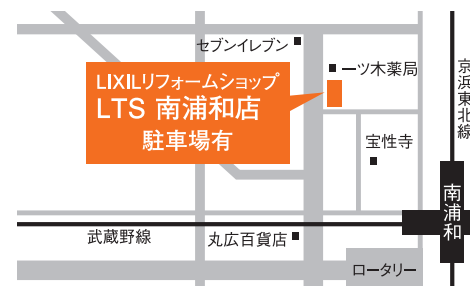 セブンイレブン
一ツ木薬局
LIXILリフォームショップ
LTS 南浦和店
駐車場有
京浜東北線
宝性寺
南浦和
武蔵野線
丸広百貨店
ロータリー